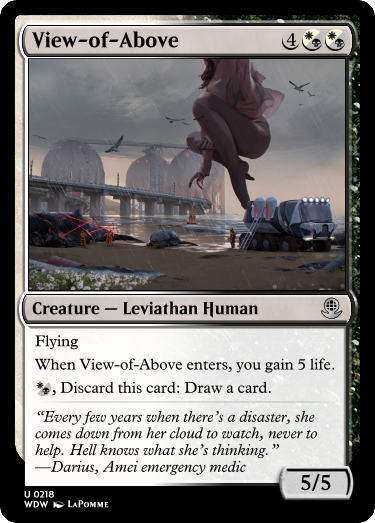 View-of-Above 4
Creature — Leviathan Human
Flying
When View-of-Above enters, you gain 5 life.
, Discard this card: Draw a card.
“Every few years when there’s a disaster, she
comes down from her cloud to watch, never to
help. Hell knows what she’s thinking.”
—Darius, Amei emergency medic
5/5
U 0218
WDW LaPomme